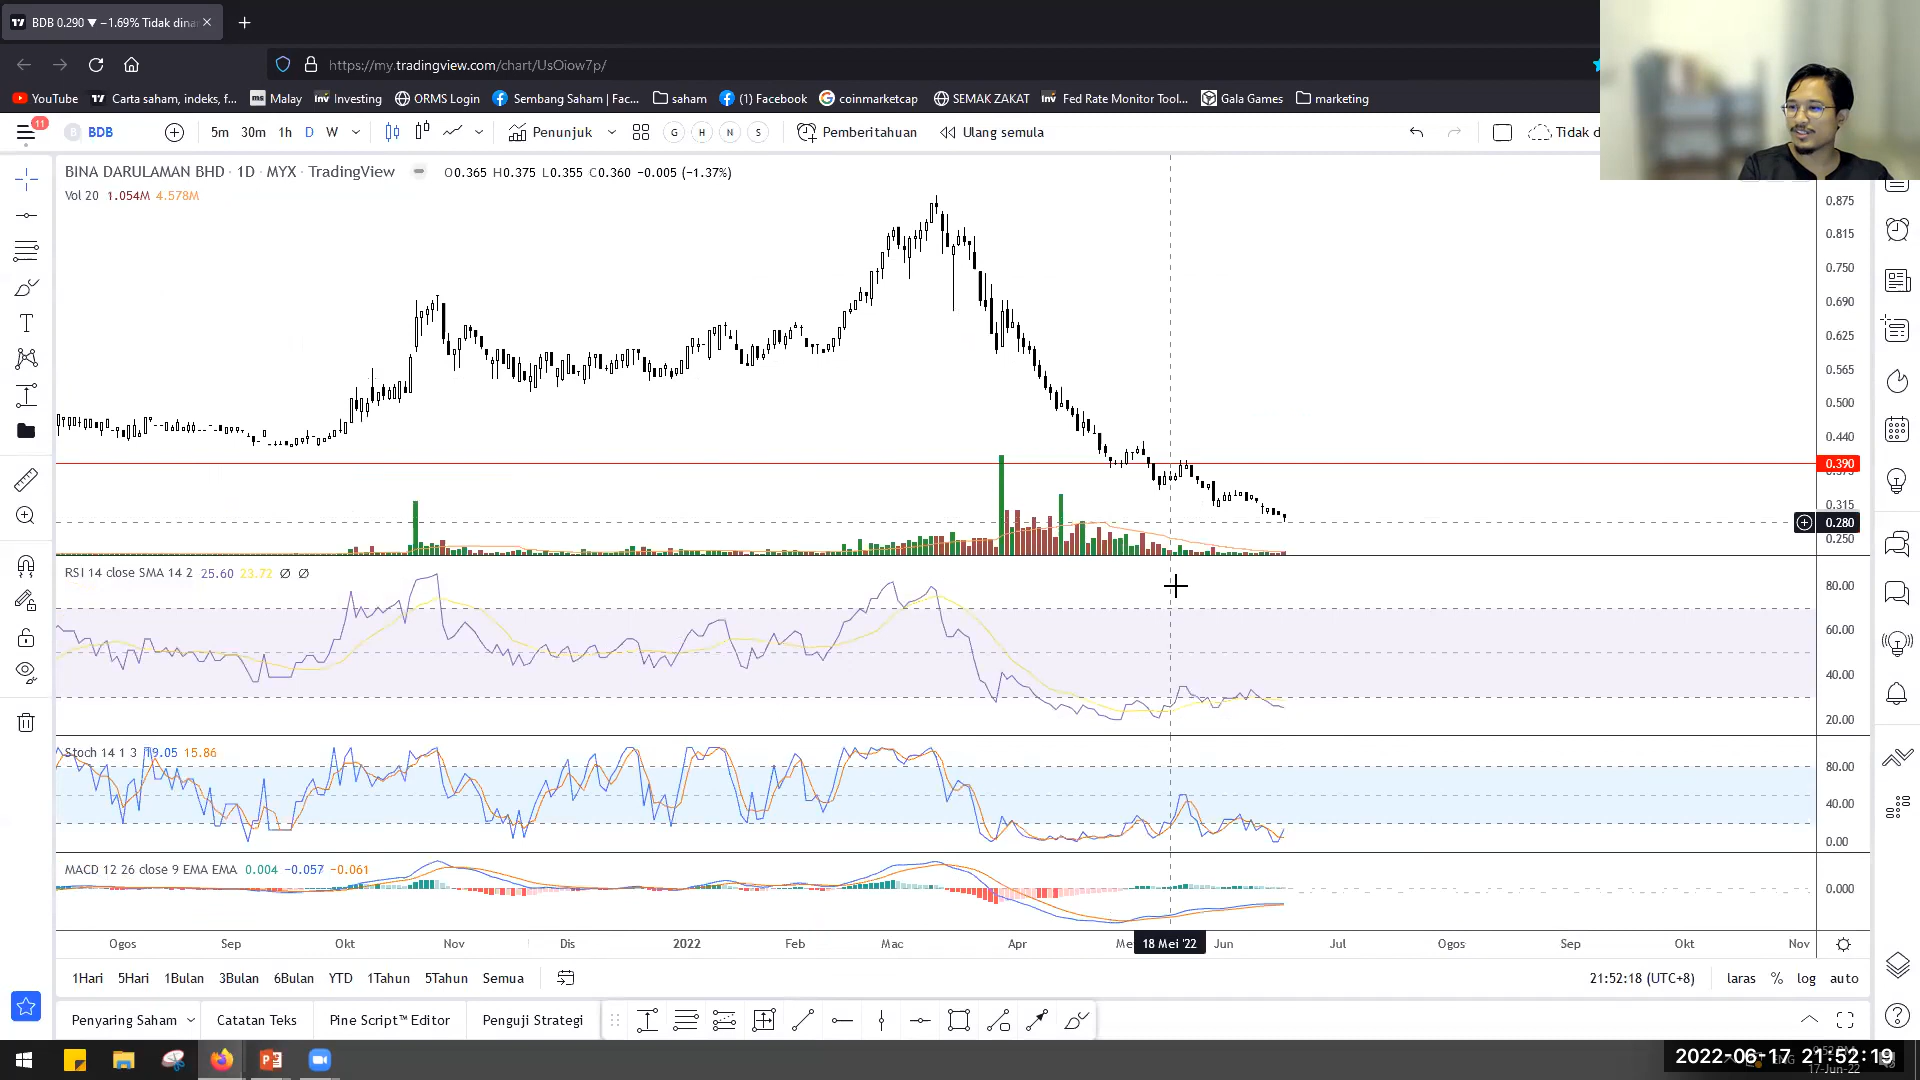 BDB 0.290 ▼ −1.69% Tidak dina
https://my.tradingview.com/chart/UsOiow7p/
YouTube Carta saham, indeks, f... Malay Investing ORMS Login Sembang Saham | Fac... saham (1) Facebook coinmarketcap SEMAK ZAKAT Fed Rate Monitor Tool... Gala Games marketing
11
BDB 5m 30m 1h D W Penunjuk G H N S Pemberitahuan Ulang semula Tidak d
BINA DARULAMAN BHD · 1D · MYX · TradingView O0.365 H0.375 L0.355 C0.360 −0.005 (−1.37%)
Vol 20 1.054M 4.578M
0.875
0.815
0.750
0.690
0.625
0.565
0.500
0.440
0.390
0.315
0.280
0.250
RSI 14 close SMA 14 2 25.60 23.72 Ø Ø
80.00
60.00
40.00
20.00
Stoch 14 1 3 19.05 15.86
80.00
40.00
0.00
MACD 12 26 close 9 EMA EMA 0.004 −0.057 −0.061
0.000
Ogos Sep Okt Nov Dis 2022 Feb Mac Apr Me 18 Mei '22 Jun Jul Ogos Sep Okt Nov
1Hari 5Hari 1Bulan 3Bulan 6Bulan YTD 1Tahun 5Tahun Semua 21:52:18 (UTC+8) laras % log auto
Penyaring Saham Catatan Teks Pine Script™ Editor Penguji Strategi
2022-06-17 21:52:19
17-Jun-22